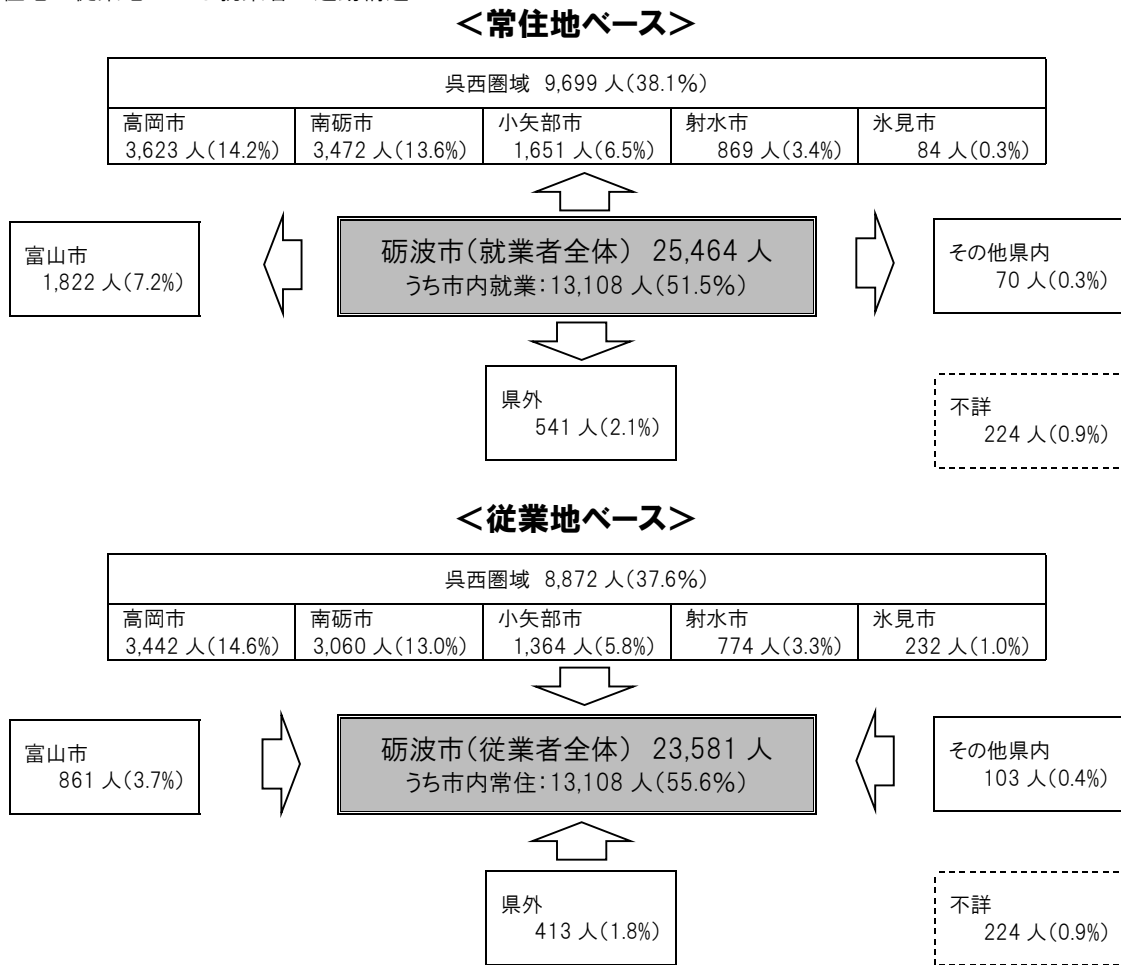 ＜常住地ベース＞
呉西圏域 9,699 人(38.1%)
高岡市 南砺市 小矢部市 射水市 氷見市
3,623 人(14.2%) 3,472 人(13.6%) 1,651 人(6.5%) 869 人(3.4%) 84 人(0.3%)
富山市
1,822 人(7.2%)
砺波市(就業者全体) 25,464 人
うち市内就業:13,108 人(51.5%)
その他県内
70 人(0.3%)
県外
541 人(2.1%)
不詳
224 人(0.9%)
＜従業地ベース＞
呉西圏域 8,872 人(37.6%)
高岡市 南砺市 小矢部市 射水市 氷見市
3,442 人(14.6%) 3,060 人(13.0%) 1,364 人(5.8%) 774 人(3.3%) 232 人(1.0%)
富山市
861 人(3.7%)
砺波市(従業者全体) 23,581 人
うち市内常住:13,108 人(55.6%)
その他県内
103 人(0.4%)
県外
413 人(1.8%)
不詳
224 人(0.9%)